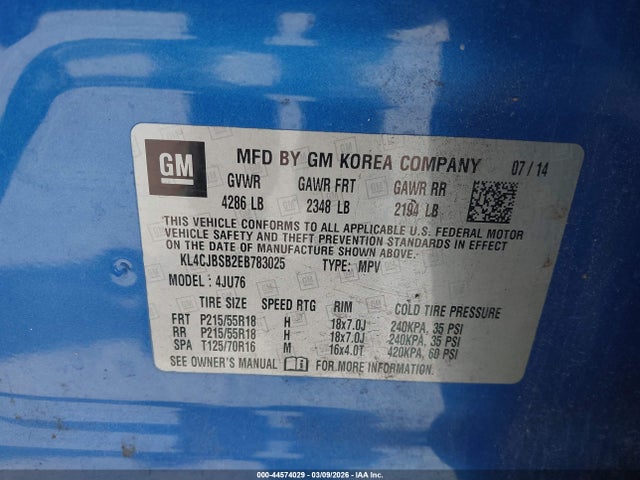 GM MFD BY GM KOREA COMPANY 07/14
GVWR GAWR FRT GAWR RR
4286 LB 2348 LB 2194 LB
THIS VEHICLE CONFORMS TO ALL APPLICABLE U.S. FEDERAL MOTOR
VEHICLE SAFETY AND THEFT PREVENTION STANDARDS IN EFFECT
ON THE DATE OF MANUFACTURE SHOWN ABOVE.
KL4CJBSB2EB783025 TYPE: MPV
MODEL: 4JU76
TIRE SIZE SPEED RTG RIM COLD TIRE PRESSURE
FRT P215/55R18 H 18x7.0J 240KPA, 35 PSI
RR P215/55R18 H 18x7.0J 240KPA, 35 PSI
SPA T125/70R16 M 16x4.0T 420KPA, 60 PSI
SEE OWNER'S MANUAL FOR MORE INFORMATION.
000-44574029 - 03/09/2026 - IAA Inc.